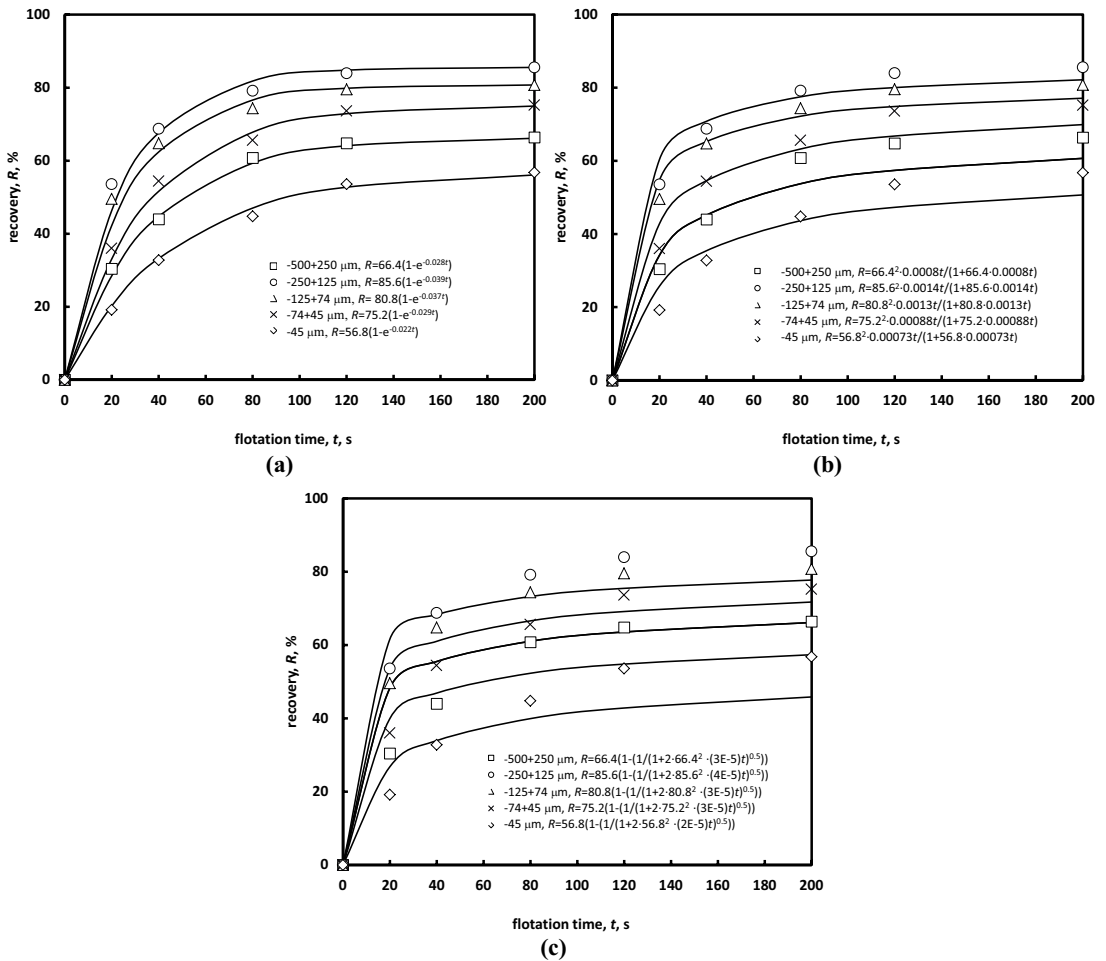 100
80
60
40
20
0
recovery, R, %
0 20 40 60 80 100 120 140 160 180 200
flotation time, t, s
-500+250 μm, R=66.4(1-e^-0.028t)
-250+125 μm, R=85.6(1-e^-0.039t)
-125+74 μm, R= 80.8(1-e^-0.037t)
-74+45 μm, R=75.2(1-e^-0.029t)
-45 μm, R=56.8(1-e^-0.022t)
(a)
100
80
60
40
20
0
recovery, R, %
0 20 40 60 80 100 120 140 160 180 200
flotation time, t, s
-500+250 μm, R=66.4²·0.0008t/(1+66.4·0.0008t)
-250+125 μm, R=85.6²·0.0014t/(1+85.6·0.0014t)
-125+74 μm, R=80.8²·0.0013t/(1+80.8·0.0013t)
-74+45 μm, R=75.2²·0.00088t/(1+75.2·0.00088t)
-45 μm, R=56.8²·0.00073t/(1+56.8·0.00073t)
(b)
100
80
60
40
20
0
recovery, R, %
0 20 40 60 80 100 120 140 160 180 200
flotation time, t, s
-500+250 μm, R=66.4(1-(1/(1+2·66.4² ·(3E-5)t)^0.5))
-250+125 μm, R=85.6(1-(1/(1+2·85.6² ·(4E-5)t)^0.5))
-125+74 μm, R=80.8(1-(1/(1+2·80.8² ·(3E-5)t)^0.5))
-74+45 μm, R=75.2(1-(1/(1+2·75.2² ·(3E-5)t)^0.5))
-45 μm, R=56.8(1-(1/(1+2·56.8² ·(2E-5)t)^0.5))
(c)